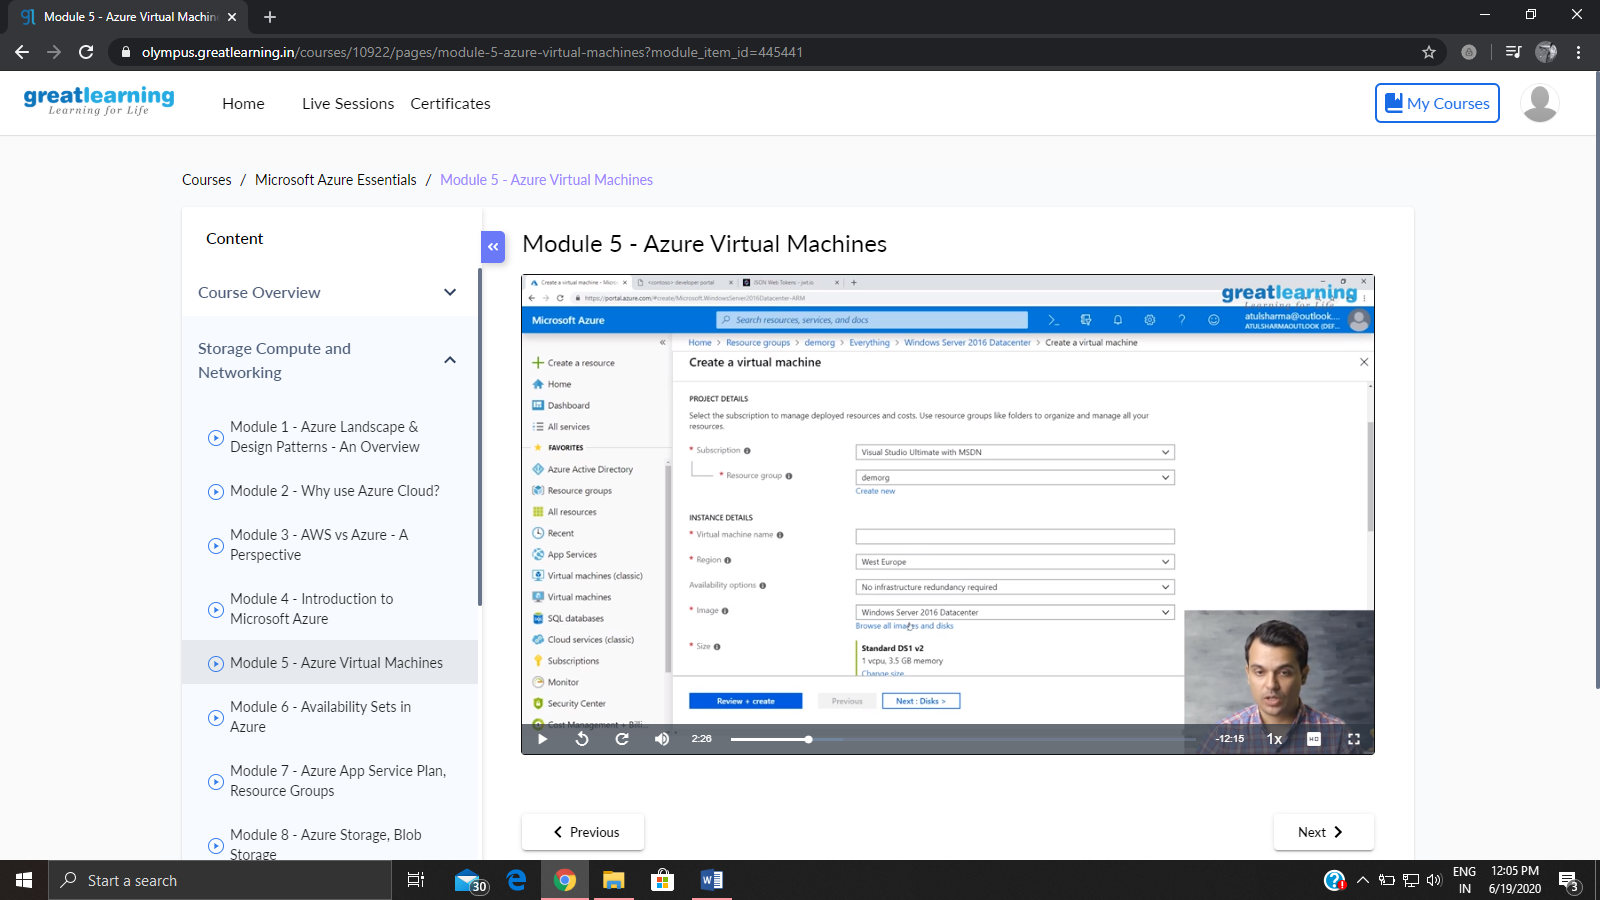 Module 5 - Azure Virtual Machin
olympus.greatlearning.in/courses/10922/pages/module-5-azure-virtual-machines?module_item_id=445441
greatlearning
Learning for Life
Home
Live Sessions
Certificates
My Courses
Courses / Microsoft Azure Essentials / Module 5 - Azure Virtual Machines
Content
Course Overview
Storage Compute and
Networking
Module 1 - Azure Landscape &
Design Patterns - An Overview
Module 2 - Why use Azure Cloud?
Module 3 - AWS vs Azure - A
Perspective
Module 4 - Introduction to
Microsoft Azure
Module 5 - Azure Virtual Machines
Module 6 - Availability Sets in
Azure
Module 7 - Azure App Service Plan,
Resource Groups
Module 8 - Azure Storage, Blob
Storage
Module 5 - Azure Virtual Machines
Create a virtual machine - Micro
<contoso> developer portal
JSON Web Tokens - jwt.io
https://portal.azure.com/#create/Microsoft.WindowsServer2016Datacenter-ARM
greatlearning
Learning for Life
Microsoft Azure
Search resources, services, and docs
atulsharma@outlook....
ATULSHARMAOUTLOOK (DEF...
Home > Resource groups > demorg > Everything > Windows Server 2016 Datacenter > Create a virtual machine
Create a virtual machine
Create a resource
Home
Dashboard
All services
FAVORITES
Azure Active Directory
Resource groups
All resources
Recent
App Services
Virtual machines (classic)
Virtual machines
SQL databases
Cloud services (classic)
Subscriptions
Monitor
Security Center
Cost Management + Billi...
PROJECT DETAILS
Select the subscription to manage deployed resources and costs. Use resource groups like folders to organize and manage all your
resources.
* Subscription
Visual Studio Ultimate with MSDN
* Resource group
demorg
Create new
INSTANCE DETAILS
* Virtual machine name
* Region
West Europe
Availability options
No infrastructure redundancy required
* Image
Windows Server 2016 Datacenter
Browse all images and disks
* Size
Standard DS1 v2
1 vcpu, 3.5 GB memory
Change size
Review + create
Previous
Next : Disks >
2:26
-12:15
1x
HD
Previous
Next
Start a search
30
ENG
IN
12:05 PM
6/19/2020
3